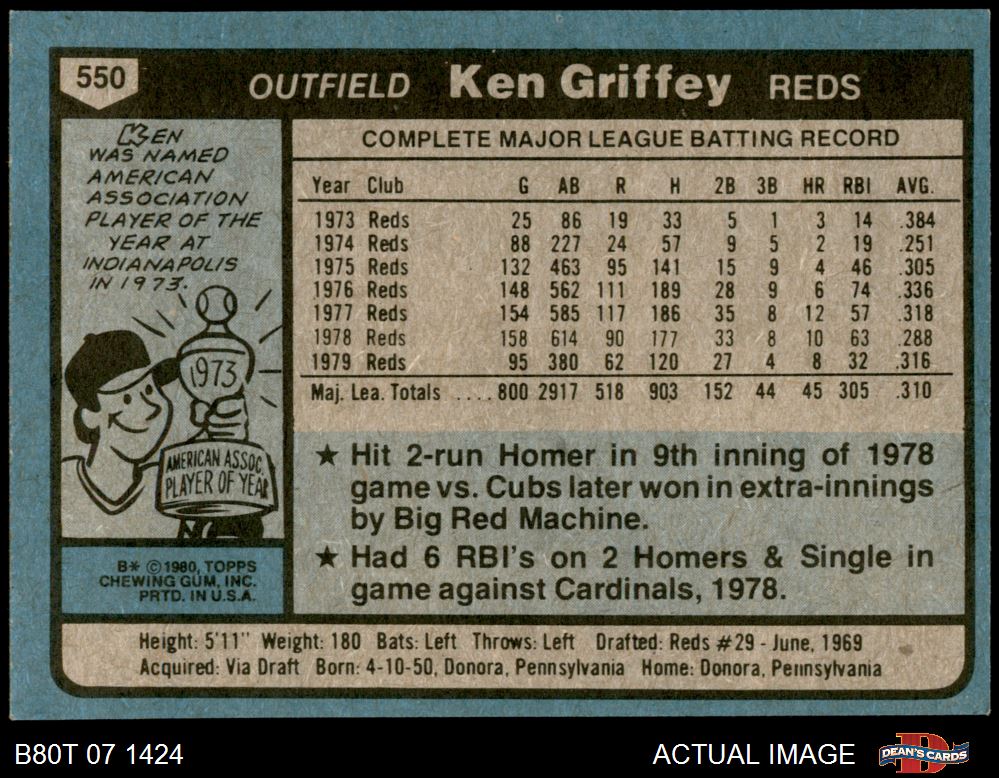 550 OUTFIELD Ken Griffey REDS
KEN
WAS NAMED
AMERICAN
ASSOCIATION
PLAYER OF THE
YEAR AT
INDIANAPOLIS
IN 1973.
1973
AMERICAN ASSOC.
PLAYER OF YEAR
B* © 1980, TOPPS
CHEWING GUM, INC.
PRTD. IN U.S.A.
COMPLETE MAJOR LEAGUE BATTING RECORD
Year Club G AB R H 2B 3B HR RBI AVG.
1973 Reds 25 86 19 33 5 1 3 14 .384
1974 Reds 88 227 24 57 9 5 2 19 .251
1975 Reds 132 463 95 141 15 9 4 46 .305
1976 Reds 148 562 111 189 28 9 6 74 .336
1977 Reds 154 585 117 186 35 8 12 57 .318
1978 Reds 158 614 90 177 33 8 10 63 .288
1979 Reds 95 380 62 120 27 4 8 32 .316
Maj. Lea. Totals ....800 2917 518 903 152 44 45 305 .310
★ Hit 2-run Homer in 9th inning of 1978
game vs. Cubs later won in extra-innings
by Big Red Machine.
★ Had 6 RBI's on 2 Homers & Single in
game against Cardinals, 1978.
Height: 5'11" Weight: 180 Bats: Left Throws: Left Drafted: Reds #29 - June, 1969
Acquired: Via Draft Born: 4-10-50, Donora, Pennsylvania Home: Donora, Pennsylvania
B80T 07 1424 ACTUAL IMAGE D DEAN'S CARDS